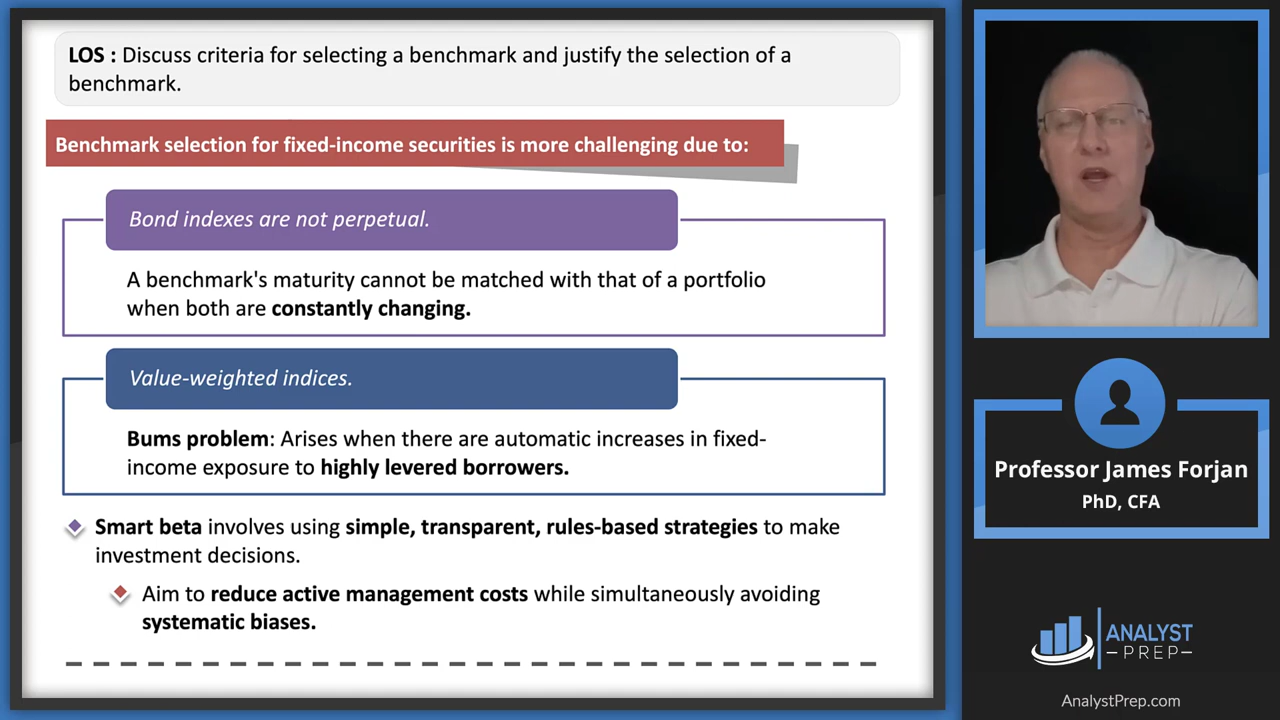 LOS : Discuss criteria for selecting a benchmark and justify the selection of a
benchmark.
Benchmark selection for fixed-income securities is more challenging due to:
Bond indexes are not perpetual.
A benchmark's maturity cannot be matched with that of a portfolio
when both are constantly changing.
Value-weighted indices.
Bums problem: Arises when there are automatic increases in fixed-
income exposure to highly levered borrowers.
Smart beta involves using simple, transparent, rules-based strategies to make
investment decisions.
Aim to reduce active management costs while simultaneously avoiding
systematic biases.
Professor James Forjan
PhD, CFA
ANALYST
PREP
AnalystPrep.com